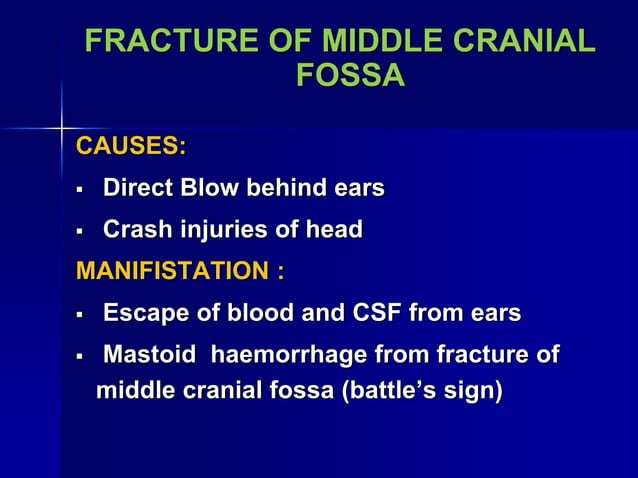 FRACTURE OF MIDDLE CRANIAL
FOSSA
CAUSES:
▪ Direct Blow behind ears
▪ Crash injuries of head
MANIFISTATION :
▪ Escape of blood and CSF from ears
▪ Mastoid haemorrhage from fracture of
middle cranial fossa (battle’s sign)